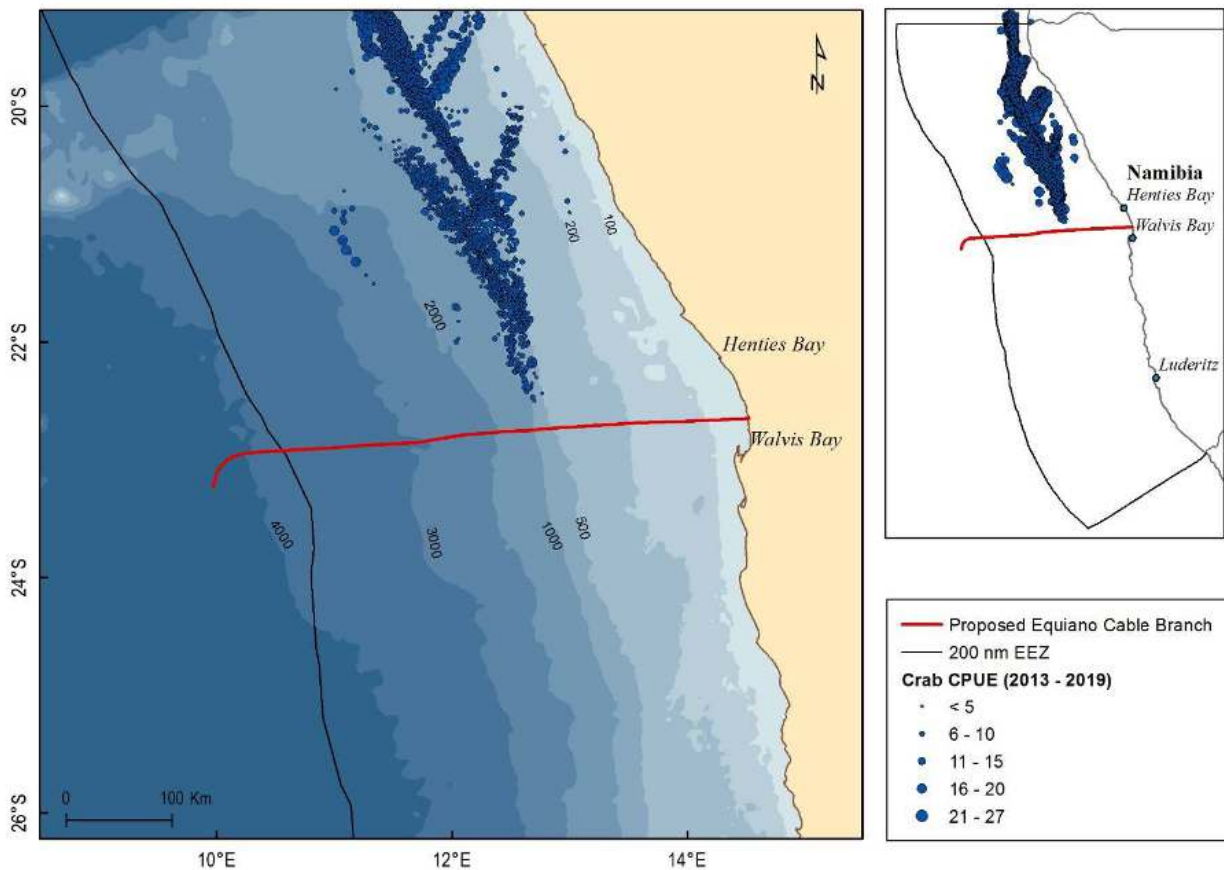 N
20°S
22°S
24°S
26°S
100
200
2000
Henties Bay
Walvis Bay
4000
3000
1000
500
0 100 Km
10°E 12°E 14°E
Namibia
Henties Bay
Walvis Bay
Luderitz
Proposed Equiano Cable Branch
200 nm EEZ
Crab CPUE (2013 - 2019)
< 5
6 - 10
11 - 15
16 - 20
21 - 27